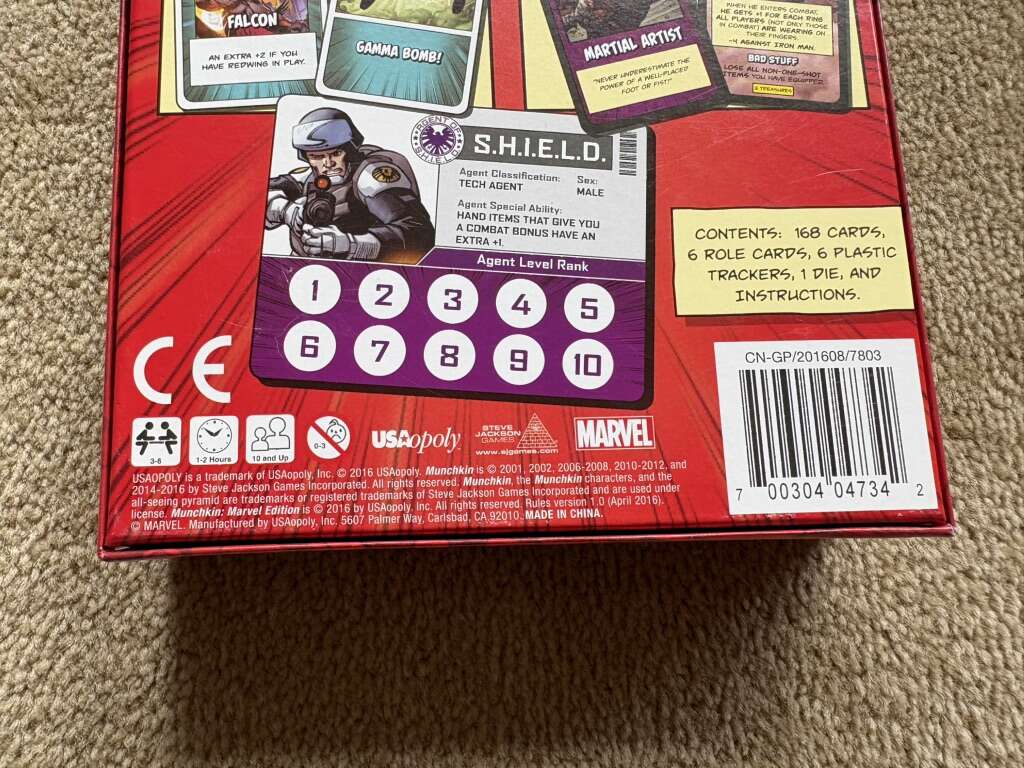 FALCON
AN EXTRA +2 IF YOU
HAVE REDWING IN PLAY.
GAMMA BOMB!
MARTIAL ARTIST
"NEVER UNDERESTIMATE THE
POWER OF A WELL-PLACED
FOOT OR FIST!"
WHEN HE ENTERS COMBAT,
HE GETS +1 FOR EACH RING
ALL PLAYERS (NOT ONLY THOSE
IN COMBAT) ARE WEARING ON
THEIR FINGERS.
-4 AGAINST IRON MAN.
BAD STUFF
LOSE ALL NON-ONE-SHOT
ITEMS YOU HAVE EQUIPPED.
2 TREASURES
AGENT OF
S.H.I.E.L.D.
S.H.I.E.L.D.
Agent Classification:
TECH AGENT
Sex:
MALE
Agent Special Ability:
HAND ITEMS THAT GIVE YOU
A COMBAT BONUS HAVE AN
EXTRA +1.
Agent Level Rank
1 2 3 4 5
6 7 8 9 10
CONTENTS: 168 CARDS,
6 ROLE CARDS, 6 PLASTIC
TRACKERS, 1 DIE, AND
INSTRUCTIONS.
CE
CN-GP/201608/7803
7 00304 04734 2
3-6
1-2 Hours
10 and Up
0-3
USAopoly
STEVE
JACKSON
GAMES
www.sjgames.com
MARVEL
USAOPOLY is a trademark of USAopoly, Inc. © 2016 USAopoly. Munchkin is © 2001, 2002, 2006-2008, 2010-2012, and
2014-2016 by Steve Jackson Games Incorporated. All rights reserved. Munchkin, the Munchkin characters, and the
all-seeing pyramid are trademarks or registered trademarks of Steve Jackson Games Incorporated and are used under
license. Munchkin: Marvel Edition is © 2016 by USAopoly, Inc. All rights reserved. Rules version 1.0 (April 2016).
© MARVEL. Manufactured by USAopoly, Inc. 5607 Palmer Way, Carlsbad, CA 92010. MADE IN CHINA.